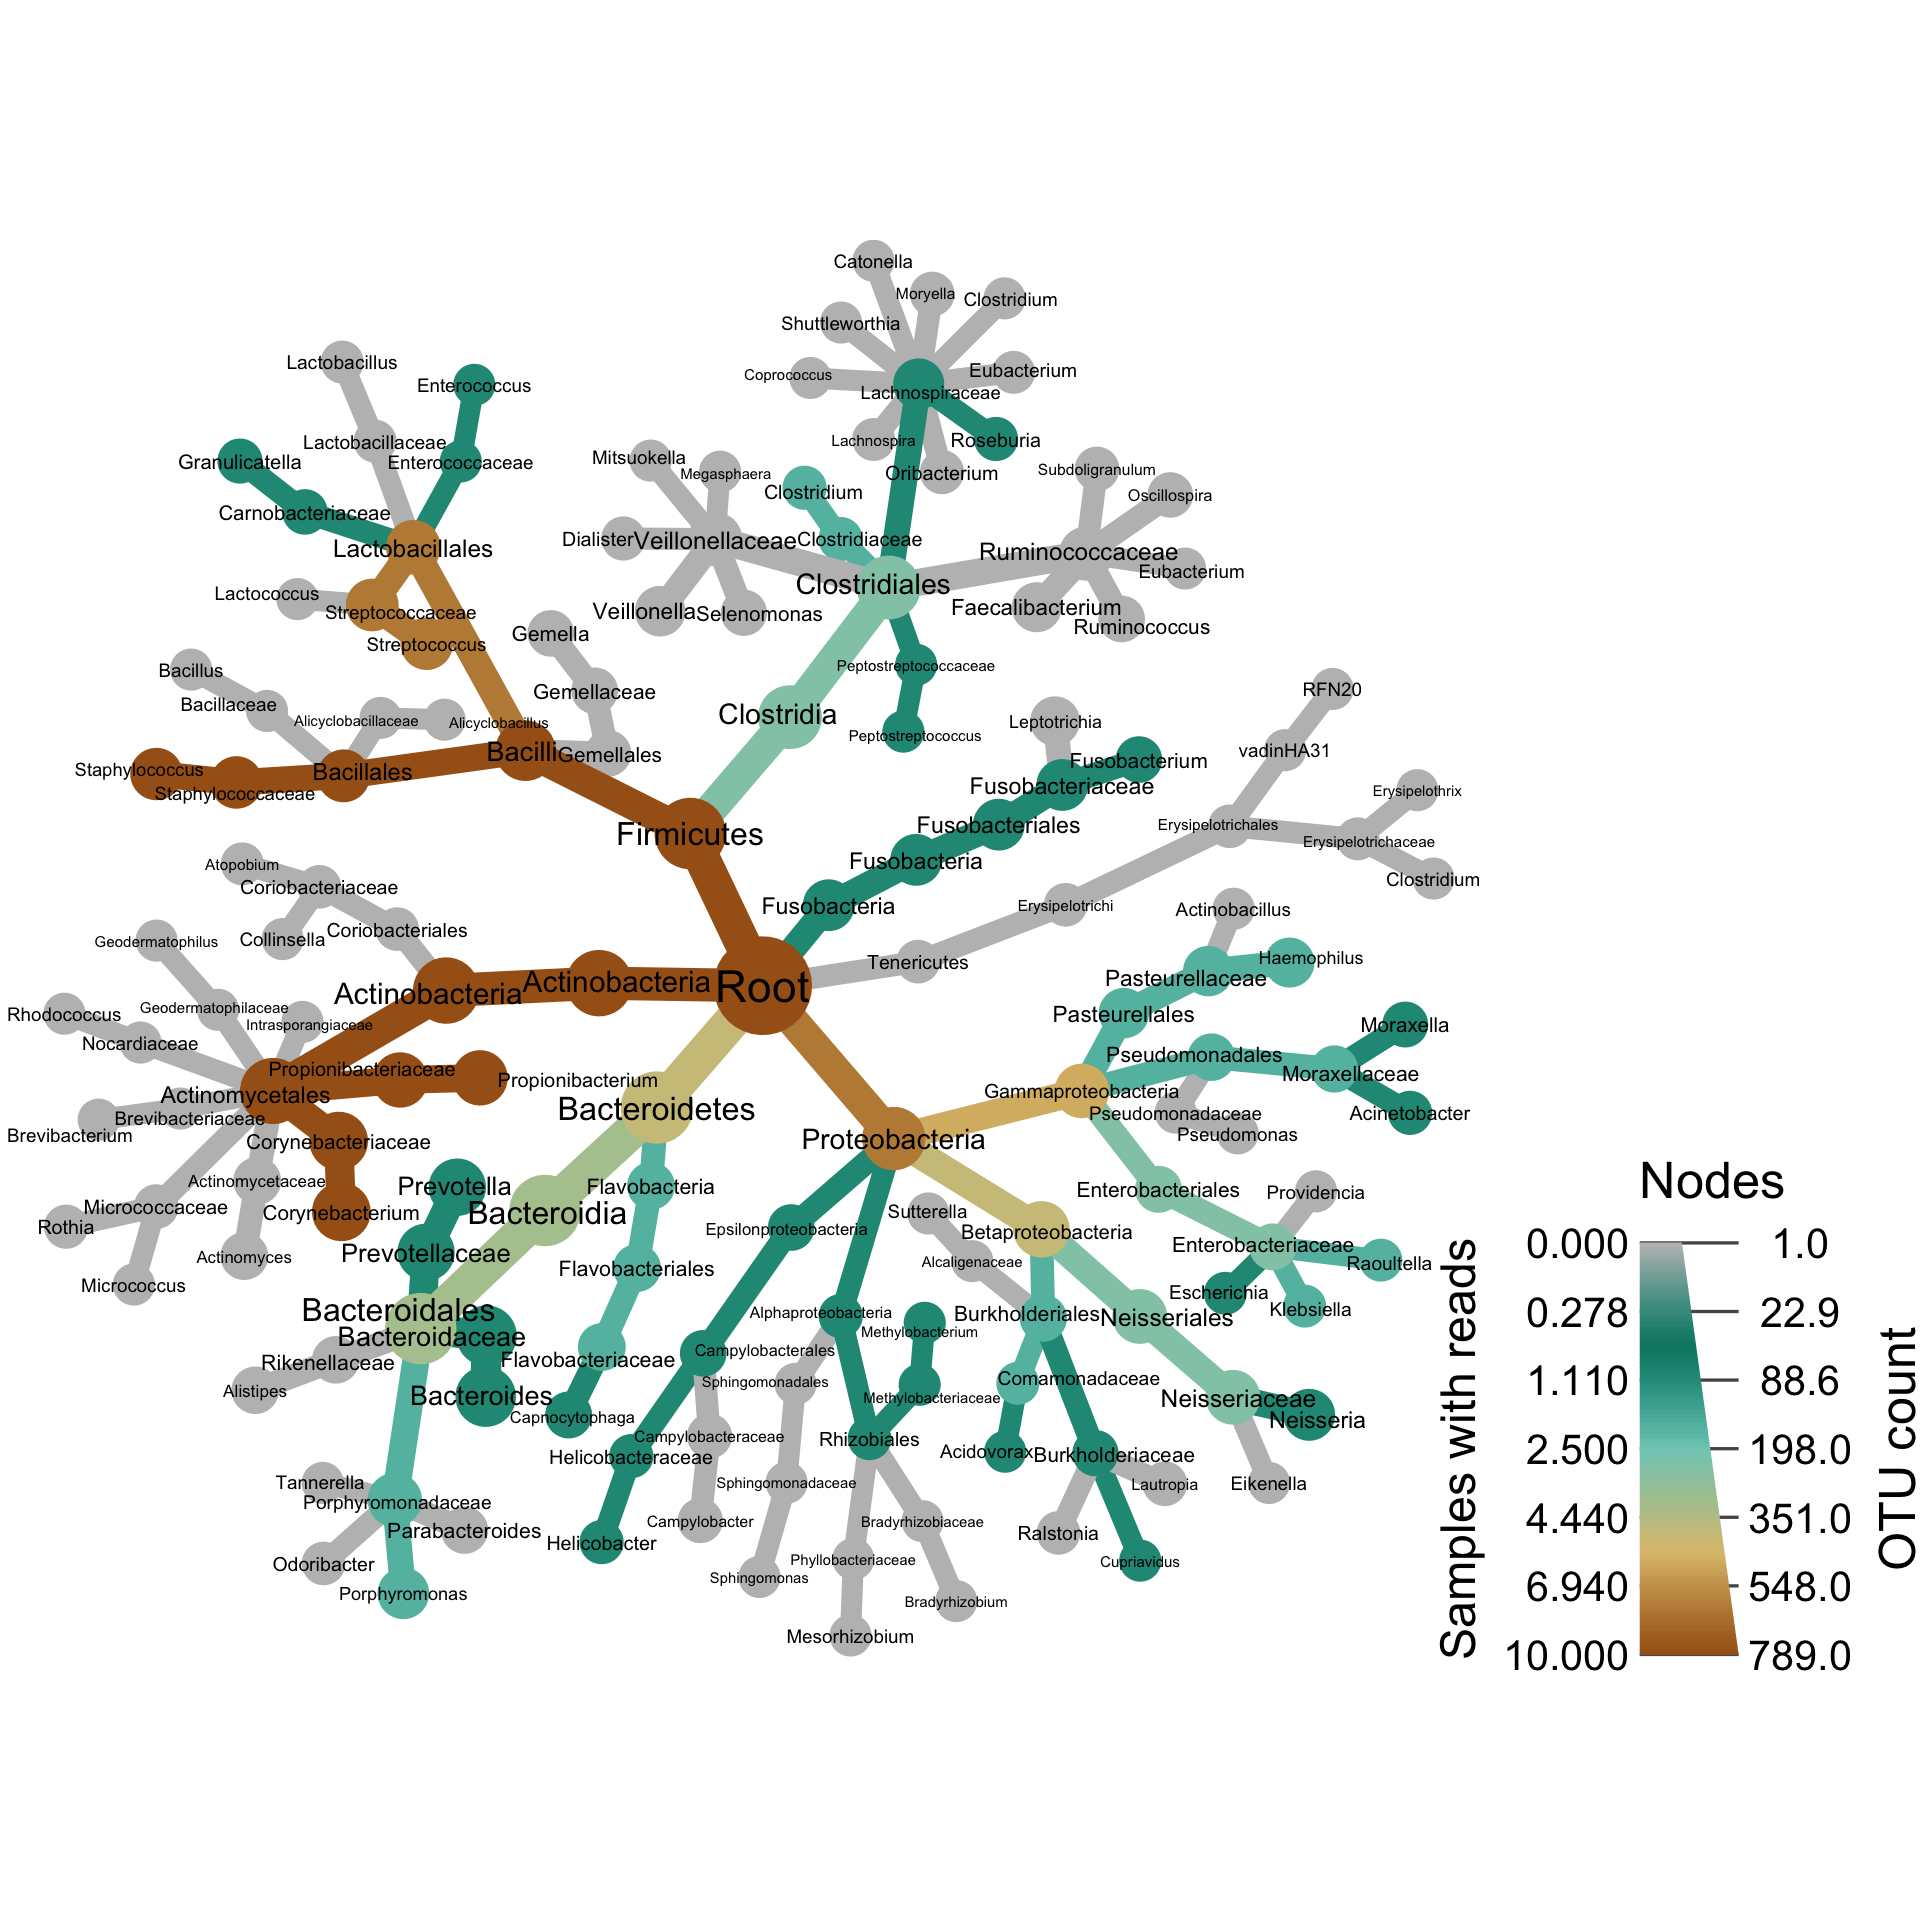 Catonella
Moryella
Clostridium
Shuttleworthia
Coprococcus
Eubacterium
Lachnospiraceae
Lachnospira
Roseburia
Oribacterium
Lactobacillus
Enterococcus
Lactobacillaceae
Granulicatella
Enterococcaceae
Carnobacteriaceae
Lactobacillales
Lactococcus
Streptococcaceae
Streptococcus
Mitsuokella
Megasphaera
Clostridium
Dialister
Veillonellaceae
Clostridiaceae
Veillonella
Selenomonas
Clostridiales
Subdoligranulum
Oscillospira
Ruminococcaceae
Eubacterium
Faecalibacterium
Ruminococcus
Gemella
Gemellaceae
Gemellales
Bacillus
Bacillaceae
Alicyclobacillaceae
Alicyclobacillus
Bacilli
Bacillales
Staphylococcus
Staphylococcaceae
Clostridia
Peptostreptococcaceae
Peptostreptococcus
Firmicutes
Leptotrichia
Fusobacterium
Fusobacteriaceae
Fusobacteriales
Fusobacteria
Fusobacteria
RFN20
vadinHA31
Erysipelothrix
Erysipelotrichales
Erysipelotrichaceae
Clostridium
Erysipelotrichi
Tenericutes
Atopobium
Coriobacteriaceae
Collinsella
Coriobacteriales
Geodermatophilus
Actinobacteria
Actinobacteria
Root
Geodermatophilaceae
Intrasporangiaceae
Rhodococcus
Nocardiaceae
Propionibacteriaceae
Propionibacterium
Actinomycetales
Brevibacteriaceae
Brevibacterium
Corynebacteriaceae
Corynebacterium
Actinomycetaceae
Micrococcaceae
Rothia
Actinomyces
Micrococcus
Actinobacillus
Haemophilus
Pasteurellaceae
Pasteurellales
Moraxella
Pseudomonadales
Moraxellaceae
Gammaproteobacteria
Pseudomonadaceae
Acinetobacter
Pseudomonas
Bacteroidetes
Proteobacteria
Prevotella
Bacteroidia
Prevotellaceae
Bacteroidales
Bacteroidaceae
Rikenellaceae
Alistipes
Bacteroides
Flavobacteria
Flavobacteriales
Flavobacteriaceae
Capnocytophaga
Tannerella
Porphyromonadaceae
Parabacteroides
Odoribacter
Porphyromonas
Epsilonproteobacteria
Campylobacterales
Campylobacteraceae
Helicobacteraceae
Campylobacter
Helicobacter
Alphaproteobacteria
Sphingomonadales
Sphingomonadaceae
Sphingomonas
Methylobacterium
Methylobacteriaceae
Rhizobiales
Bradyrhizobiaceae
Phyllobacteriaceae
Bradyrhizobium
Mesorhizobium
Sutterella
Betaproteobacteria
Alcaligenaceae
Burkholderiales
Neisseriales
Comamonadaceae
Acidovorax
Burkholderiaceae
Lautropia
Ralstonia
Cupriavidus
Neisseriaceae
Neisseria
Eikenella
Enterobacteriales
Providencia
Enterobacteriaceae
Raoultella
Escherichia
Klebsiella
Nodes
Samples with reads
OTU count
0.000 1.0
0.278 22.9
1.110 88.6
2.500 198.0
4.440 351.0
6.940 548.0
10.000 789.0